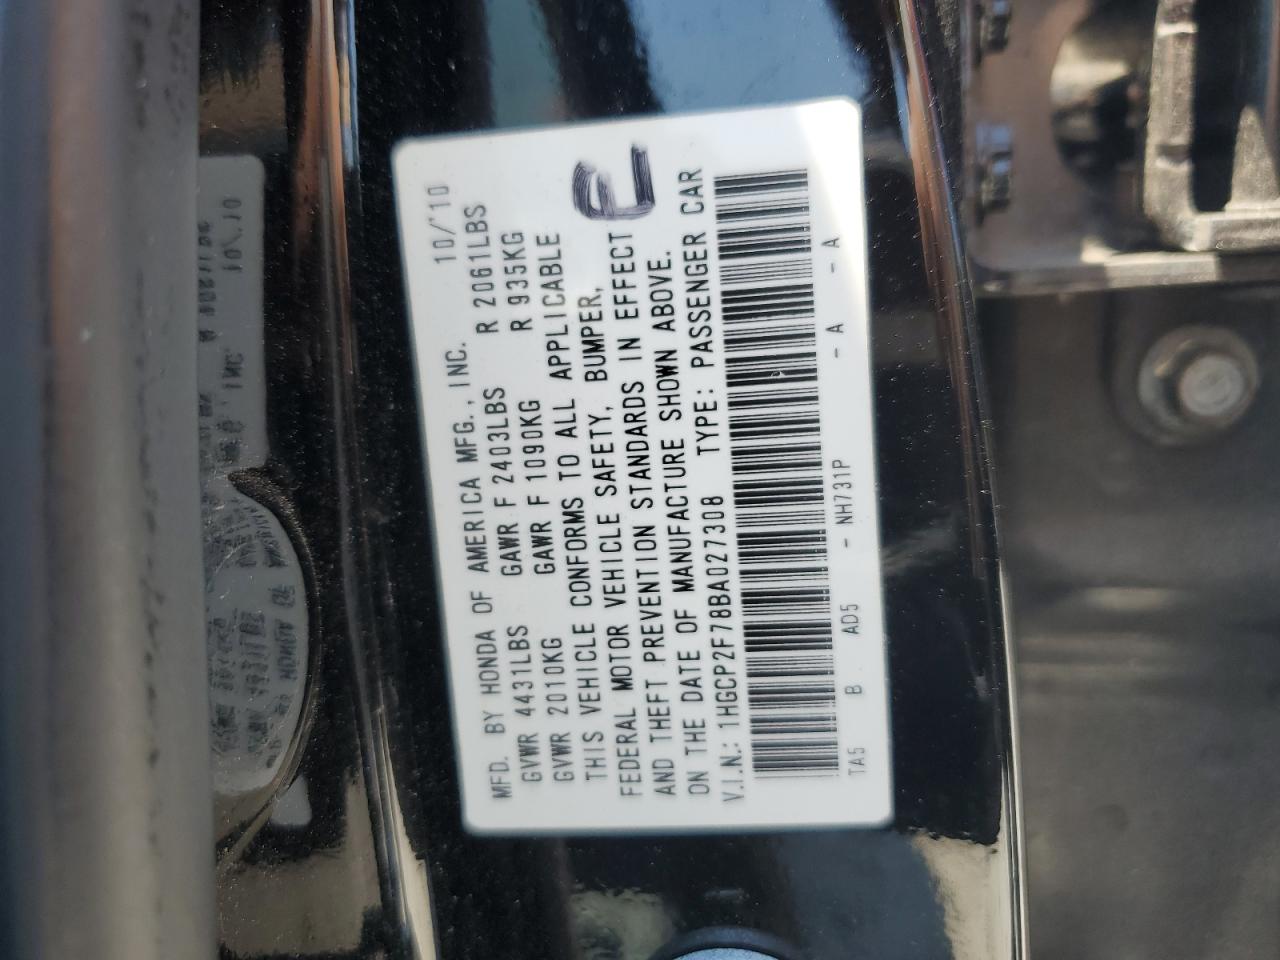 MFD. BY HONDA OF AMERICA MFG., INC. 10/'10
GVWR 4431LBS GAWR F 2403LBS R 2061LBS
GVWR 2010KG GAWR F 1090KG R 935KG
THIS VEHICLE CONFORMS TO ALL APPLICABLE
FEDERAL MOTOR VEHICLE SAFETY, BUMPER,
AND THEFT PREVENTION STANDARDS IN EFFECT
ON THE DATE OF MANUFACTURE SHOWN ABOVE.
V.I.N.: 1HGCP2F78BA027308 TYPE: PASSENGER CAR
TA5 B AD5 - NH731P - A - A
E